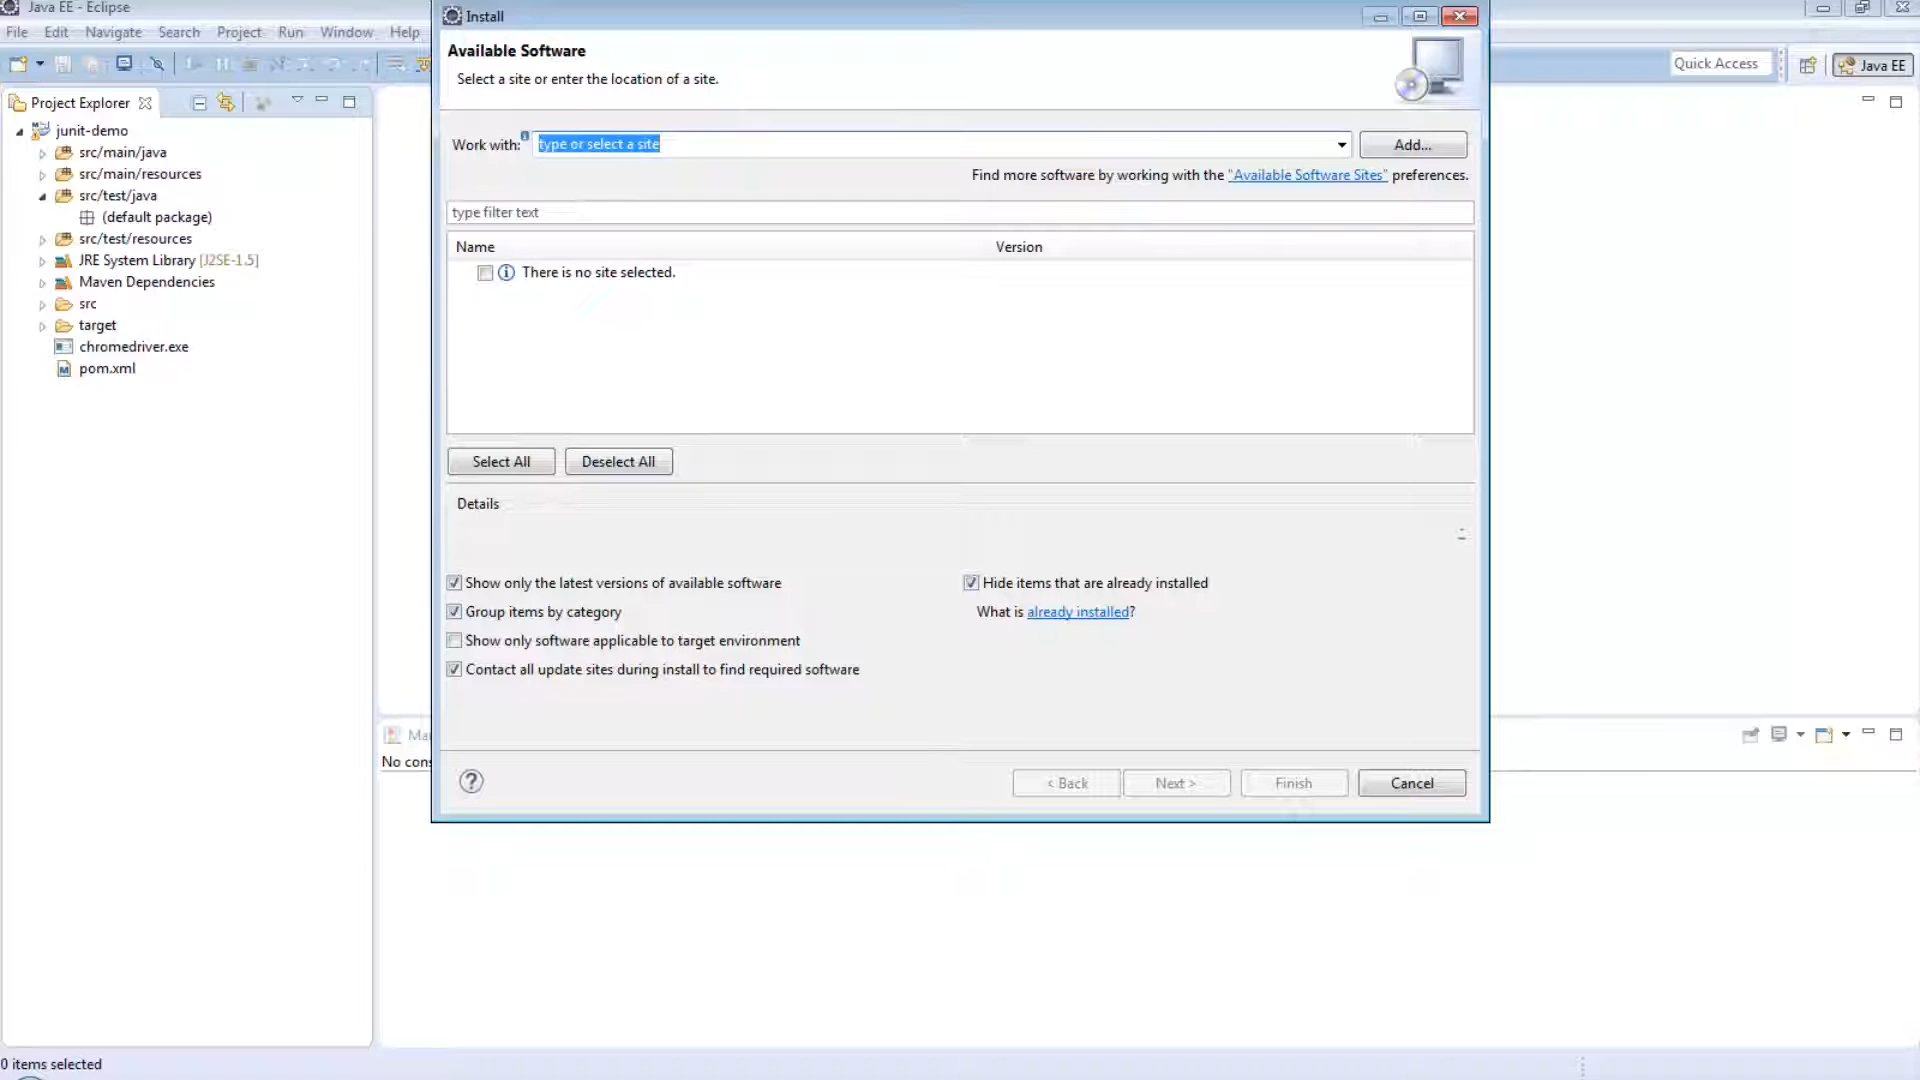 Java EE - Eclipse
File Edit Navigate Search Project Run Window Help
Quick Access
Java EE
Project Explorer
junit-demo
src/main/java
src/main/resources
src/test/java
(default package)
src/test/resources
JRE System Library [J2SE-1.5]
Maven Dependencies
src
target
chromedriver.exe
pom.xml
Install
Available Software
Select a site or enter the location of a site.
Work with: type or select a site
Add...
Find more software by working with the "Available Software Sites" preferences.
type filter text
Name Version
There is no site selected.
Select All Deselect All
Details
Show only the latest versions of available software
Hide items that are already installed
Group items by category
What is already installed?
Show only software applicable to target environment
Contact all update sites during install to find required software
< Back Next > Finish Cancel
No cons
0 items selected